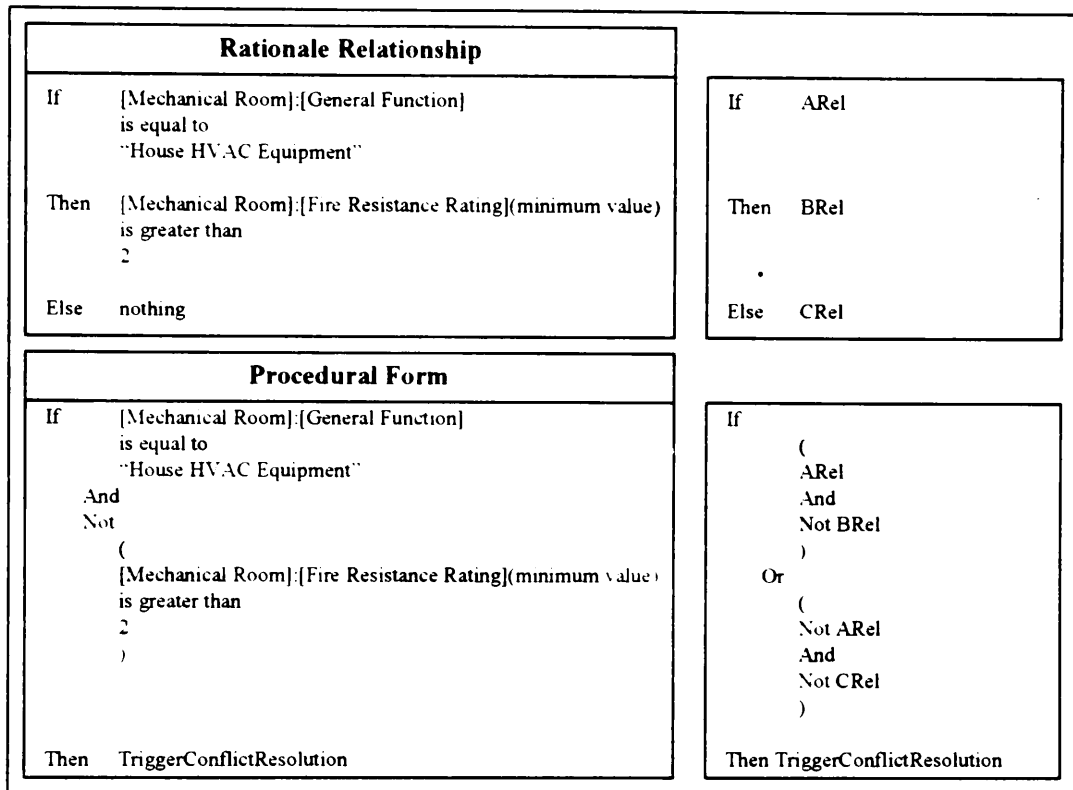 Rationale Relationship
If [Mechanical Room]:[General Function]
is equal to
"House HVAC Equipment"
Then [Mechanical Room]:[Fire Resistance Rating](minimum value)
is greater than
2
Else nothing
If ARel
Then BRel
Else CRel
Procedural Form
If [Mechanical Room]:[General Function]
is equal to
"House HVAC Equipment"
And
Not
(
[Mechanical Room]:[Fire Resistance Rating](minimum value)
is greater than
2
)
Then TriggerConflictResolution
If
(
ARel
And
Not BRel
)
Or
(
Not ARel
And
Not CRel
)
Then TriggerConflictResolution